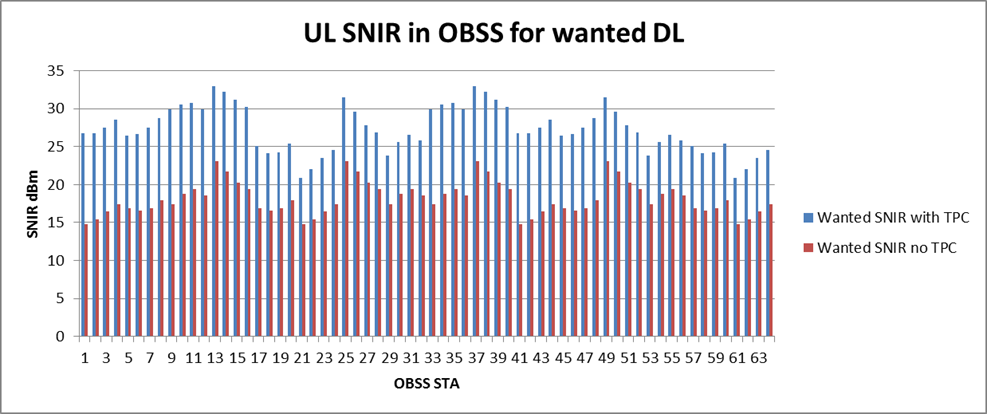 UL SNIR in OBSS for wanted DL
35
30
25
20
15
10
5
0
SNIR dBm
1 3 5 7 9 11 13 15 17 19 21 23 25 27 29 31 33 35 37 39 41 43 45 47 49 51 53 55 57 59 61 63
OBSS STA
Wanted SNIR with TPC
Wanted SNIR no TPC